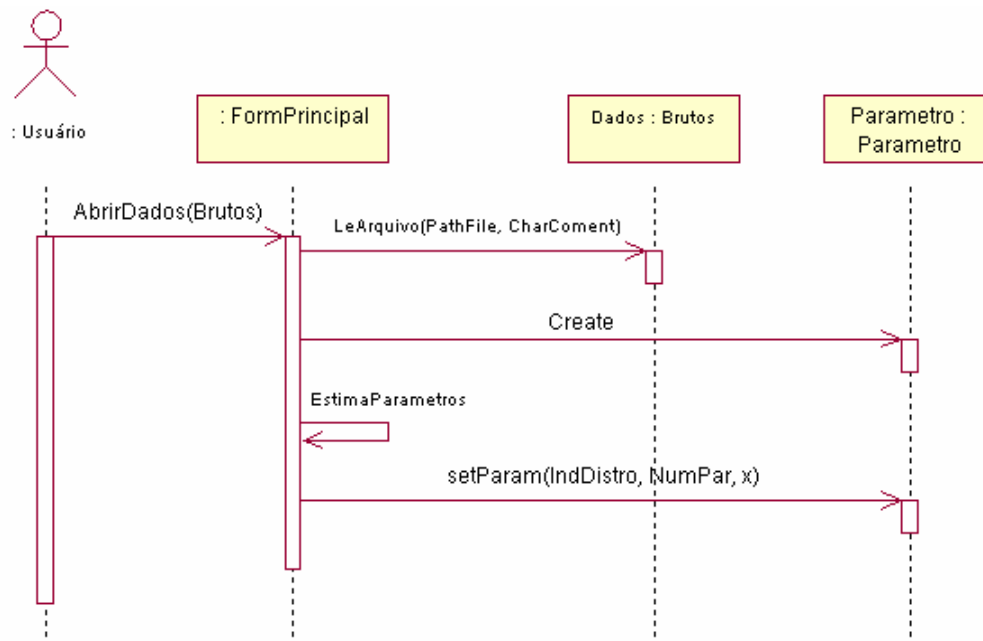 : Usuário
: FormPrincipal
Dados : Brutos
Parametro :
Parametro
AbrirDados(Brutos)
LeArquivo(PathFile, CharComent)
Create
EstimaParametros
setParam(IndDistro, NumPar, x)